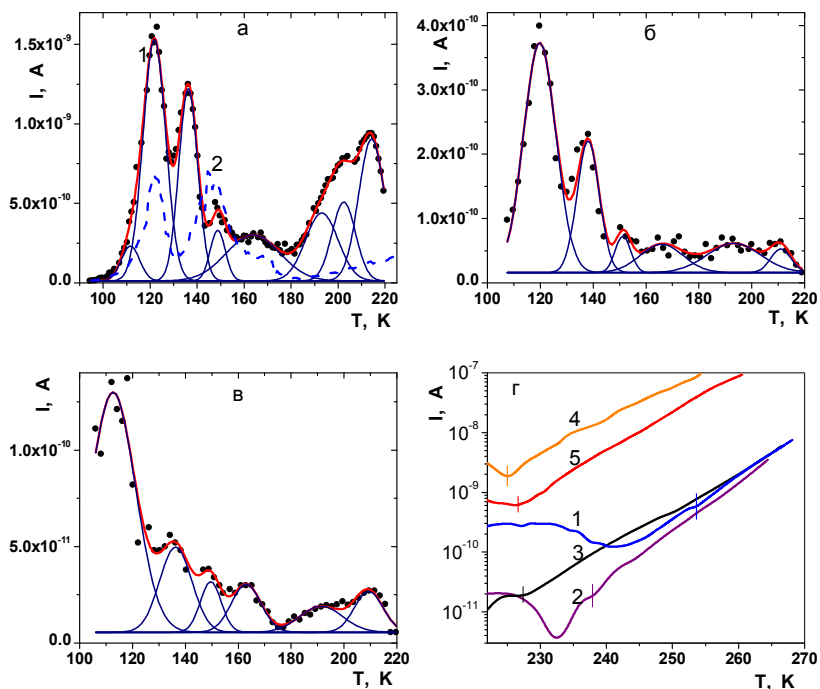 а
I, A
1.5x10⁻⁹
1.0x10⁻⁹
5.0x10⁻¹⁰
0.0
1
2
100 120 140 160 180 200 220
T, K
б
I, A
4.0x10⁻¹⁰
2.0x10⁻¹⁰
1.0x10⁻¹⁰
0.0
100 120 140 160 180 200 220
T, K
в
I, A
1.0x10⁻¹⁰
5.0x10⁻¹¹
0.0
100 120 140 160 180 200 220
T, K
г
I, A
10⁻⁷
10⁻⁸
10⁻⁹
10⁻¹⁰
10⁻¹¹
4
5
1
3
2
230 240 250 260 270
T, K